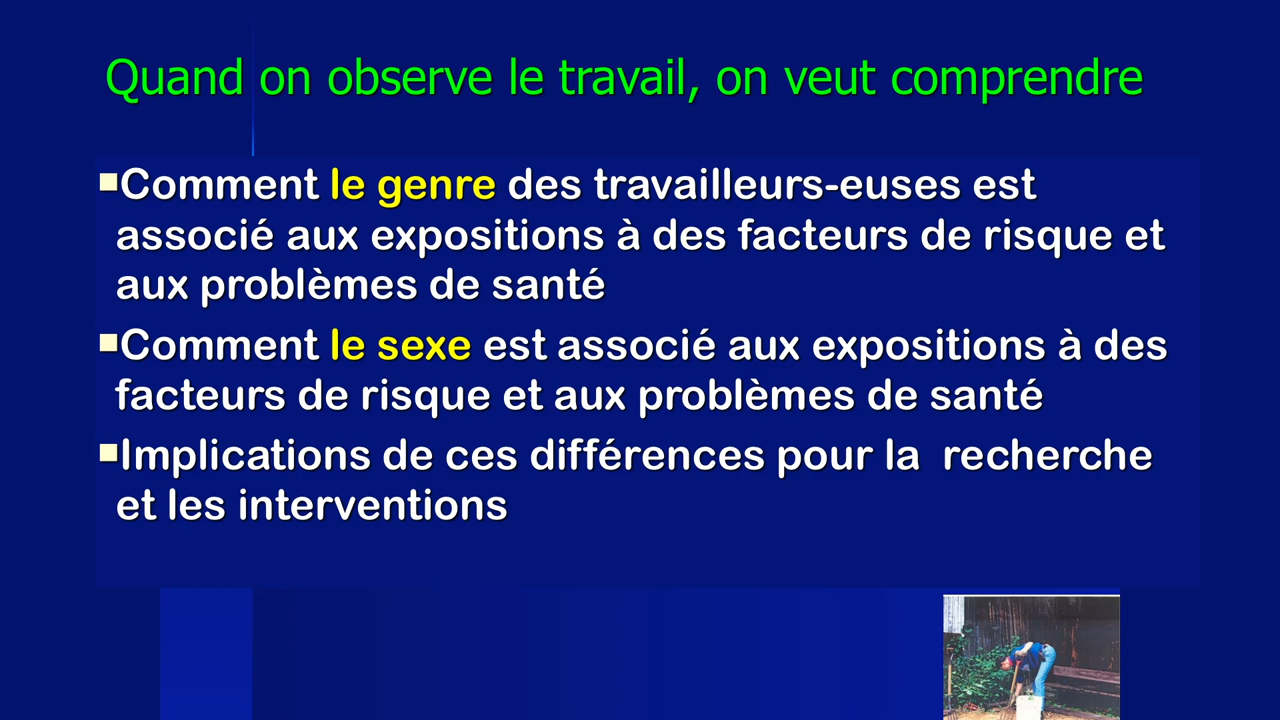 Quand on observe le travail, on veut comprendre
Comment le genre des travailleurs-euses est
associé aux expositions à des facteurs de risque et
aux problèmes de santé
Comment le sexe est associé aux expositions à des
facteurs de risque et aux problèmes de santé
Implications de ces différences pour la  recherche
et les interventions